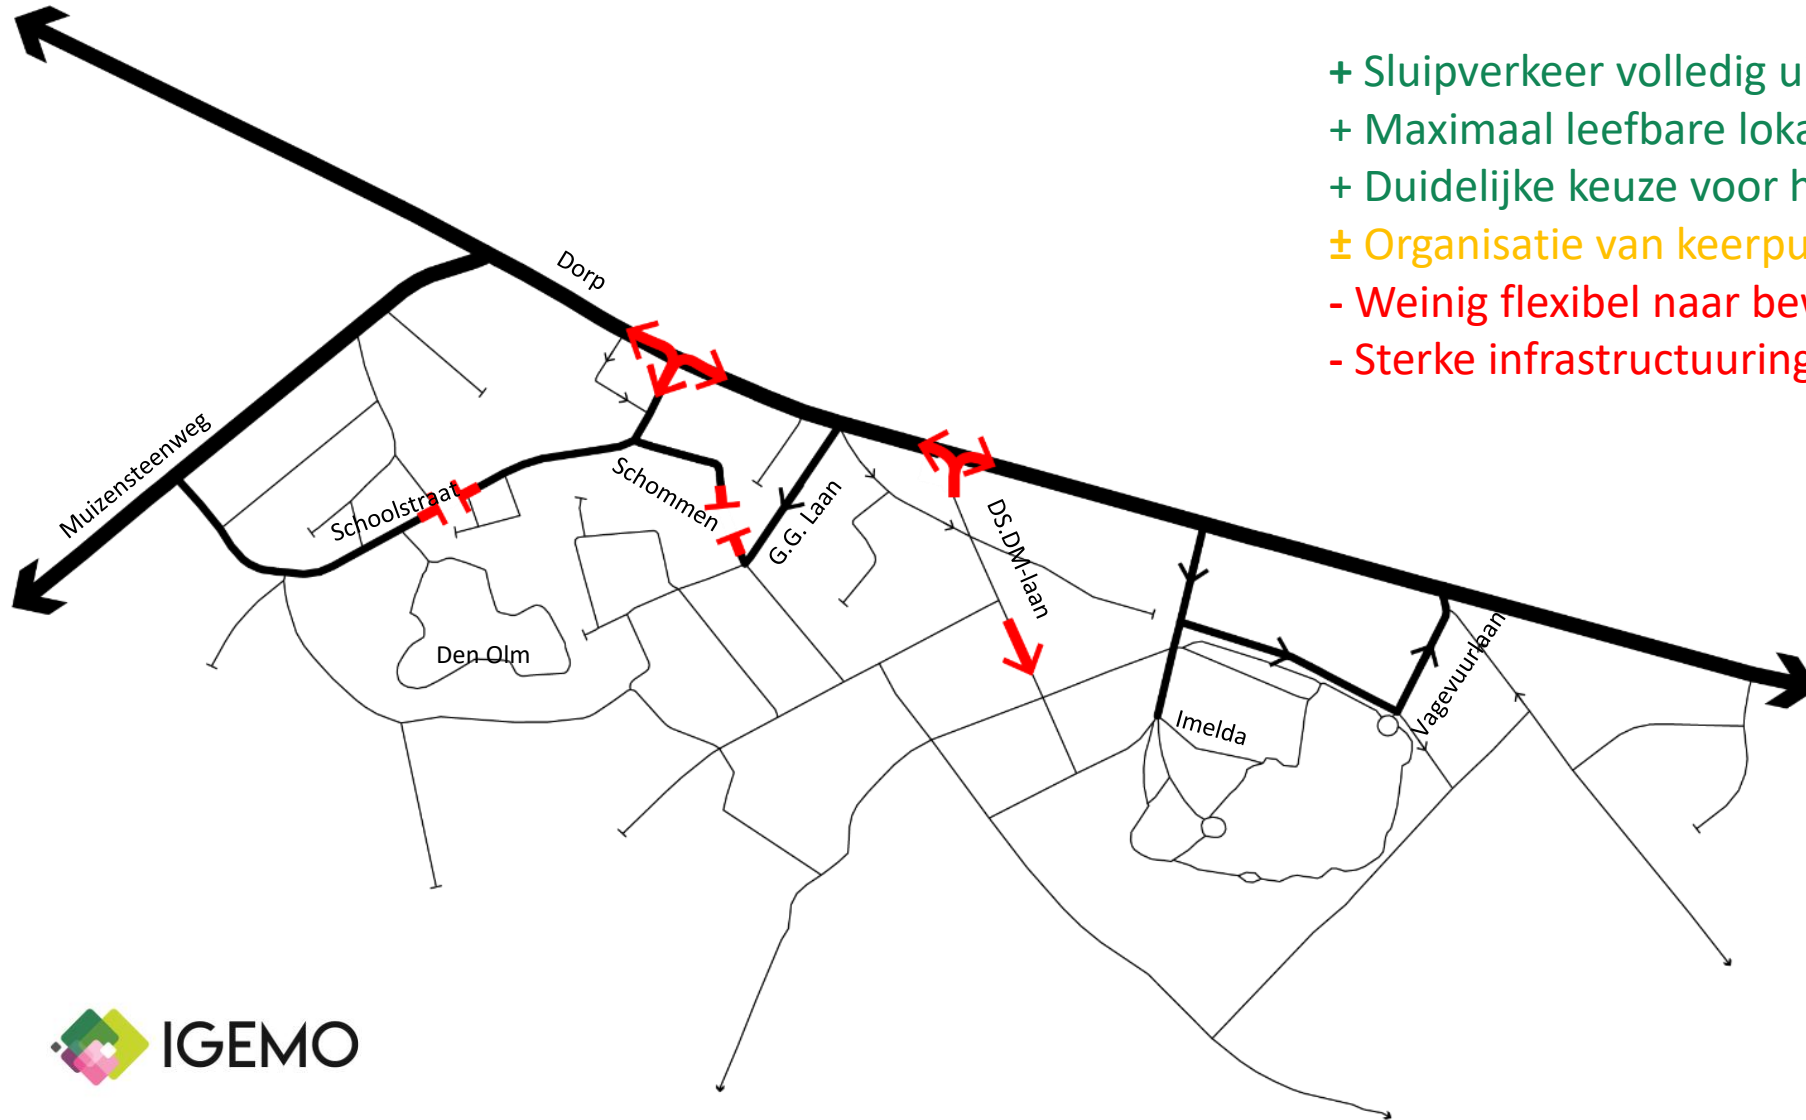 + Sluipverkeer volledig u
+ Maximaal leefbare loka
+ Duidelijke keuze voor h
± Organisatie van keerpu
- Weinig flexibel naar bev
- Sterke infrastructuuring
Dorp
Muizensteenweg
Schoolstraat
Schommen
G.G. Laan
DS.DM-laan
Den Olm
Imelda
Vagevuurlaan
IGEMO